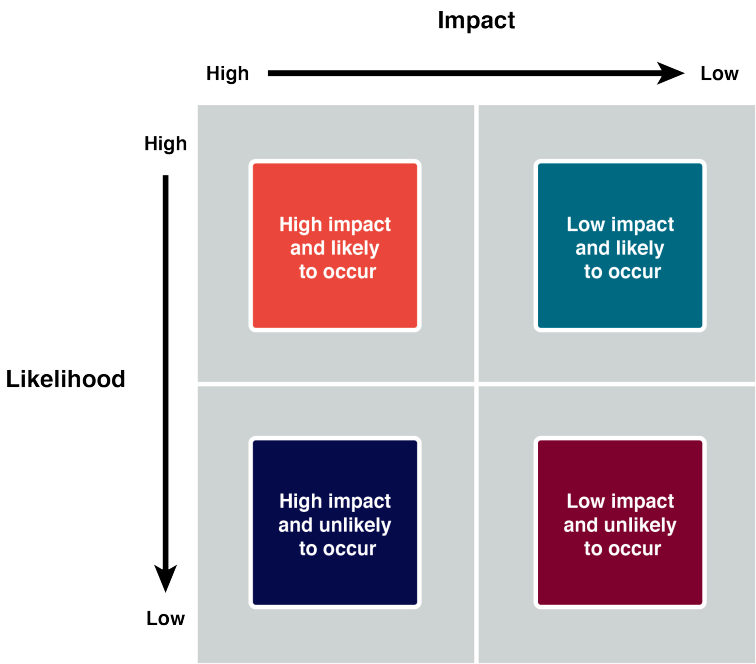 Impact
High
Low
High
High impact
and likely
to occur
Low impact
and likely
to occur
Likelihood
High impact
and unlikely
to occur
Low impact
and unlikely
to occur
Low